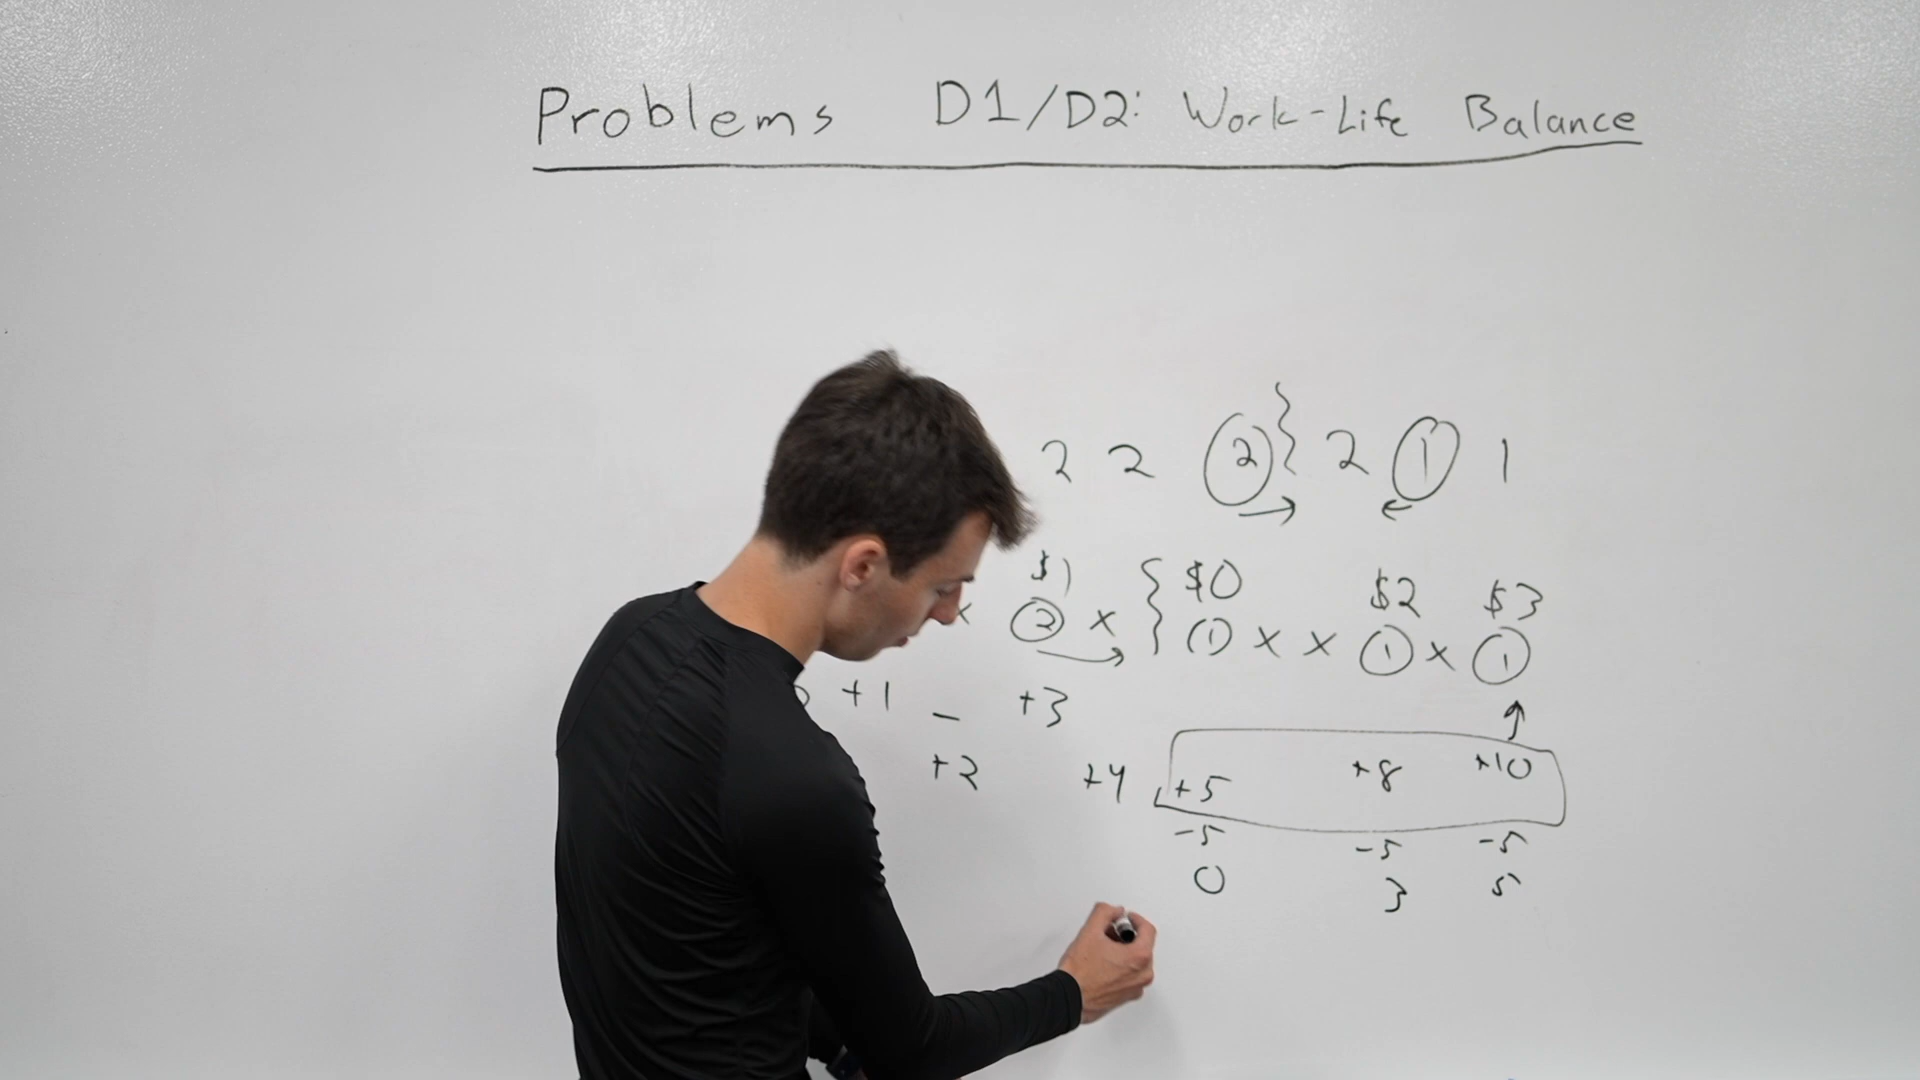 Problems D1/D2: Work-Life Balance
2 2 2 } 2 1 1
$1 { $0 $2 $3
x 2 x } 1 x x 1 x 1
+1 - +3
+2 +4 +5 +8 +10
-5 -5 -5
0 3 5